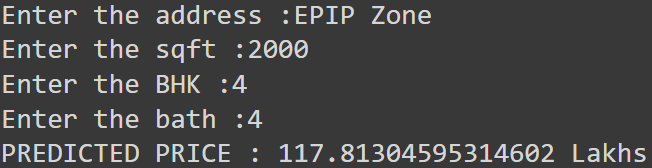 Enter the address :EPIP Zone
Enter the sqft :2000
Enter the BHK :4
Enter the bath :4
PREDICTED PRICE : 117.81304595314602 Lakhs